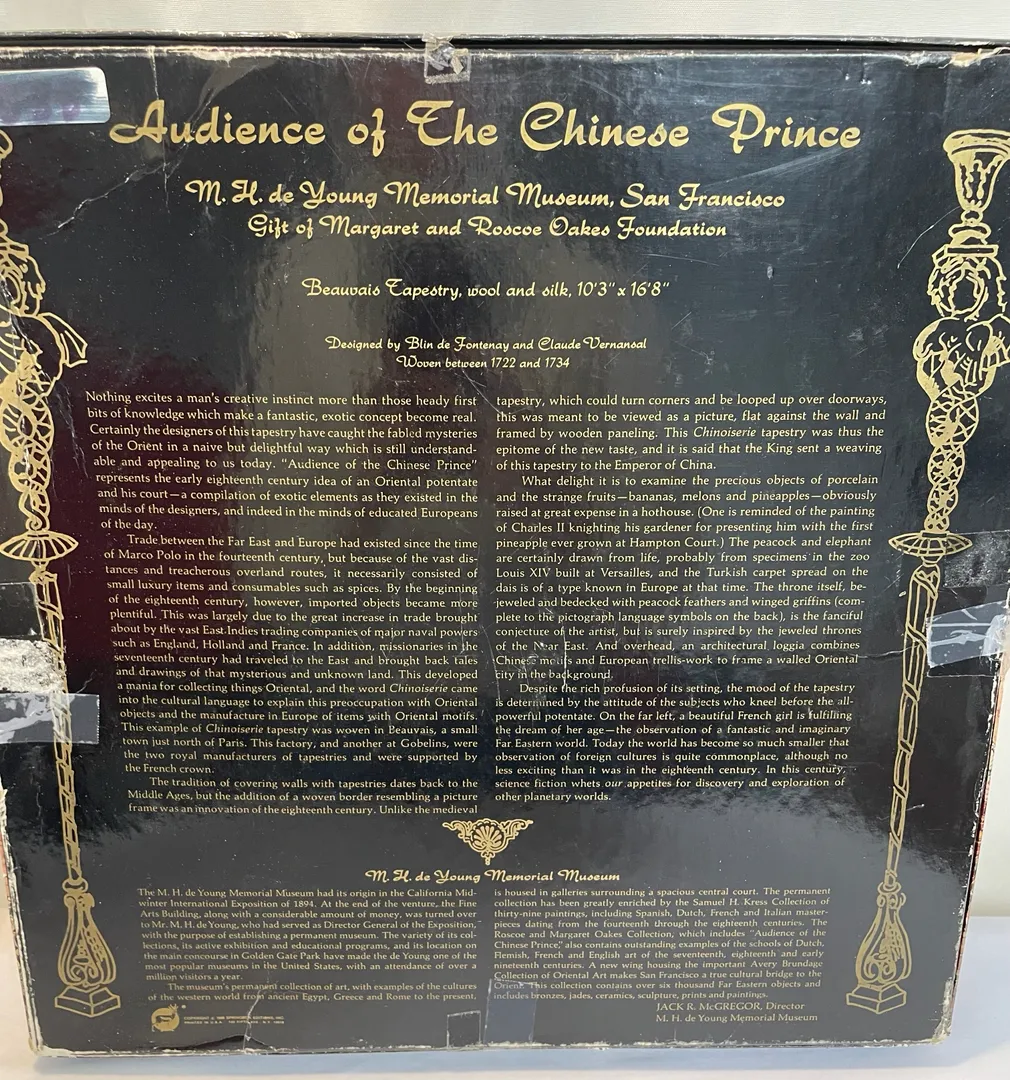 Audience of The Chinese Prince
M. H. de Young Memorial Museum, San Francisco
Gift of Margaret and Roscoe Oakes Foundation
Beauvais Tapestry, wool and silk, 10'3" x 16'8"
Designed by Blin de Fontenay and Claude Vernansal
Woven between 1722 and 1734
Nothing excites a man's creative instinct more than those heady first
bits of knowledge which make a fantastic, exotic concept become real.
Certainly the designers of this tapestry have caught the fabled mysteries
of the Orient in a naive but delightful way which is still understand-
able and appealing to us today. "Audience of the Chinese Prince"
represents the early eighteenth century idea of an Oriental potentate
and his court—a compilation of exotic elements as they existed in the
minds of the designers, and indeed in the minds of educated Europeans
of the day.
Trade between the Far East and Europe had existed since the time
of Marco Polo in the fourteenth century, but because of the vast dis-
tances and treacherous overland routes, it necessarily consisted of
small luxury items and consumables such as spices. By the beginning
of the eighteenth century, however, imported objects became more
plentiful. This was largely due to the great increase in trade brought
about by the vast East Indies trading companies of major naval powers
such as England, Holland and France. In addition, missionaries in the
seventeenth century had traveled to the East and brought back tales
and drawings of that mysterious and unknown land. This developed
a mania for collecting things Oriental, and the word Chinoiserie came
into the cultural language to explain this preoccupation with Oriental
objects and the manufacture in Europe of items with Oriental motifs.
This example of Chinoiserie tapestry was woven in Beauvais, a small
town just north of Paris. This factory, and another at Gobelins, were
the two royal manufacturers of tapestries and were supported by
the French crown.
The tradition of covering walls with tapestries dates back to the
Middle Ages, but the addition of a woven border resembling a picture
frame was an innovation of the eighteenth century. Unlike the medieval
tapestry, which could turn corners and be looped up over doorways,
this was meant to be viewed as a picture, flat against the wall and
framed by wooden paneling. This Chinoiserie tapestry was thus the
epitome of the new taste, and it is said that the King sent a weaving
of this tapestry to the Emperor of China.
What delight it is to examine the precious objects of porcelain
and the strange fruits—bananas, melons and pineapples—obviously
raised at great expense in a hothouse. (One is reminded of the painting
of Charles II knighting his gardener for presenting him with the first
pineapple ever grown at Hampton Court.) The peacock and elephant
are certainly drawn from life, probably from specimens in the zoo
Louis XIV built at Versailles, and the Turkish carpet spread on the
dais is of a type known in Europe at that time. The throne itself, be-
jeweled and bedecked with peacock feathers and winged griffins (com-
plete to the pictograph language symbols on the back), is the fanciful
conjecture of the artist, but is surely inspired by the jeweled thrones
of the Near East. And overhead, an architectural loggia combines
Chinese motifs and European trellis-work to frame a walled Oriental
city in the background.
Despite the rich profusion of its setting, the mood of the tapestry
is determined by the attitude of the subjects who kneel before the all-
powerful potentate. On the far left, a beautiful French girl is fulfilling
the dream of her age—the observation of a fantastic and imaginary
Far Eastern world. Today the world has become so much smaller that
observation of foreign cultures is quite commonplace, although no
less exciting than it was in the eighteenth century. In this century,
science fiction whets our appetites for discovery and exploration of
other planetary worlds.
M. H. de Young Memorial Museum
The M. H. de Young Memorial Museum had its origin in the California Mid-
winter International Exposition of 1894. At the end of the venture, the Fine
Arts Building, along with a considerable amount of money, was turned over
to Mr. M. H. de Young, who had served as Director General of the Exposition,
with the purpose of establishing a permanent museum. The variety of its col-
lections, its active exhibition and educational programs, and its location on
the main concourse in Golden Gate Park have made the de Young one of the
most popular museums in the United States, with an attendance of over a
million visitors a year.
The museum's permanent collection of art, with examples of the cultures
of the western world from ancient Egypt, Greece and Rome to the present,
is housed in galleries surrounding a spacious central court. The permanent
collection has been greatly enriched by the Samuel H. Kress Collection of
thirty-nine paintings, including Spanish, Dutch, French and Italian master-
pieces dating from the fourteenth through the eighteenth centuries. The
Roscoe and Margaret Oakes Collection, which includes "Audience of the
Chinese Prince," also contains outstanding examples of the schools of Dutch,
Flemish, French and English art of the seventeenth, eighteenth and early
nineteenth centuries. A new wing housing the important Avery Brundage
Collection of Oriental Art makes San Francisco a true cultural bridge to the
Orient. This collection contains over six thousand Far Eastern objects and
includes bronzes, jades, ceramics, sculpture, prints and paintings.
JACK R. McGREGOR, Director
M. H. de Young Memorial Museum
COPYRIGHT © SPRINGBOK EDITIONS, INC.
PRINTED IN U.S.A.